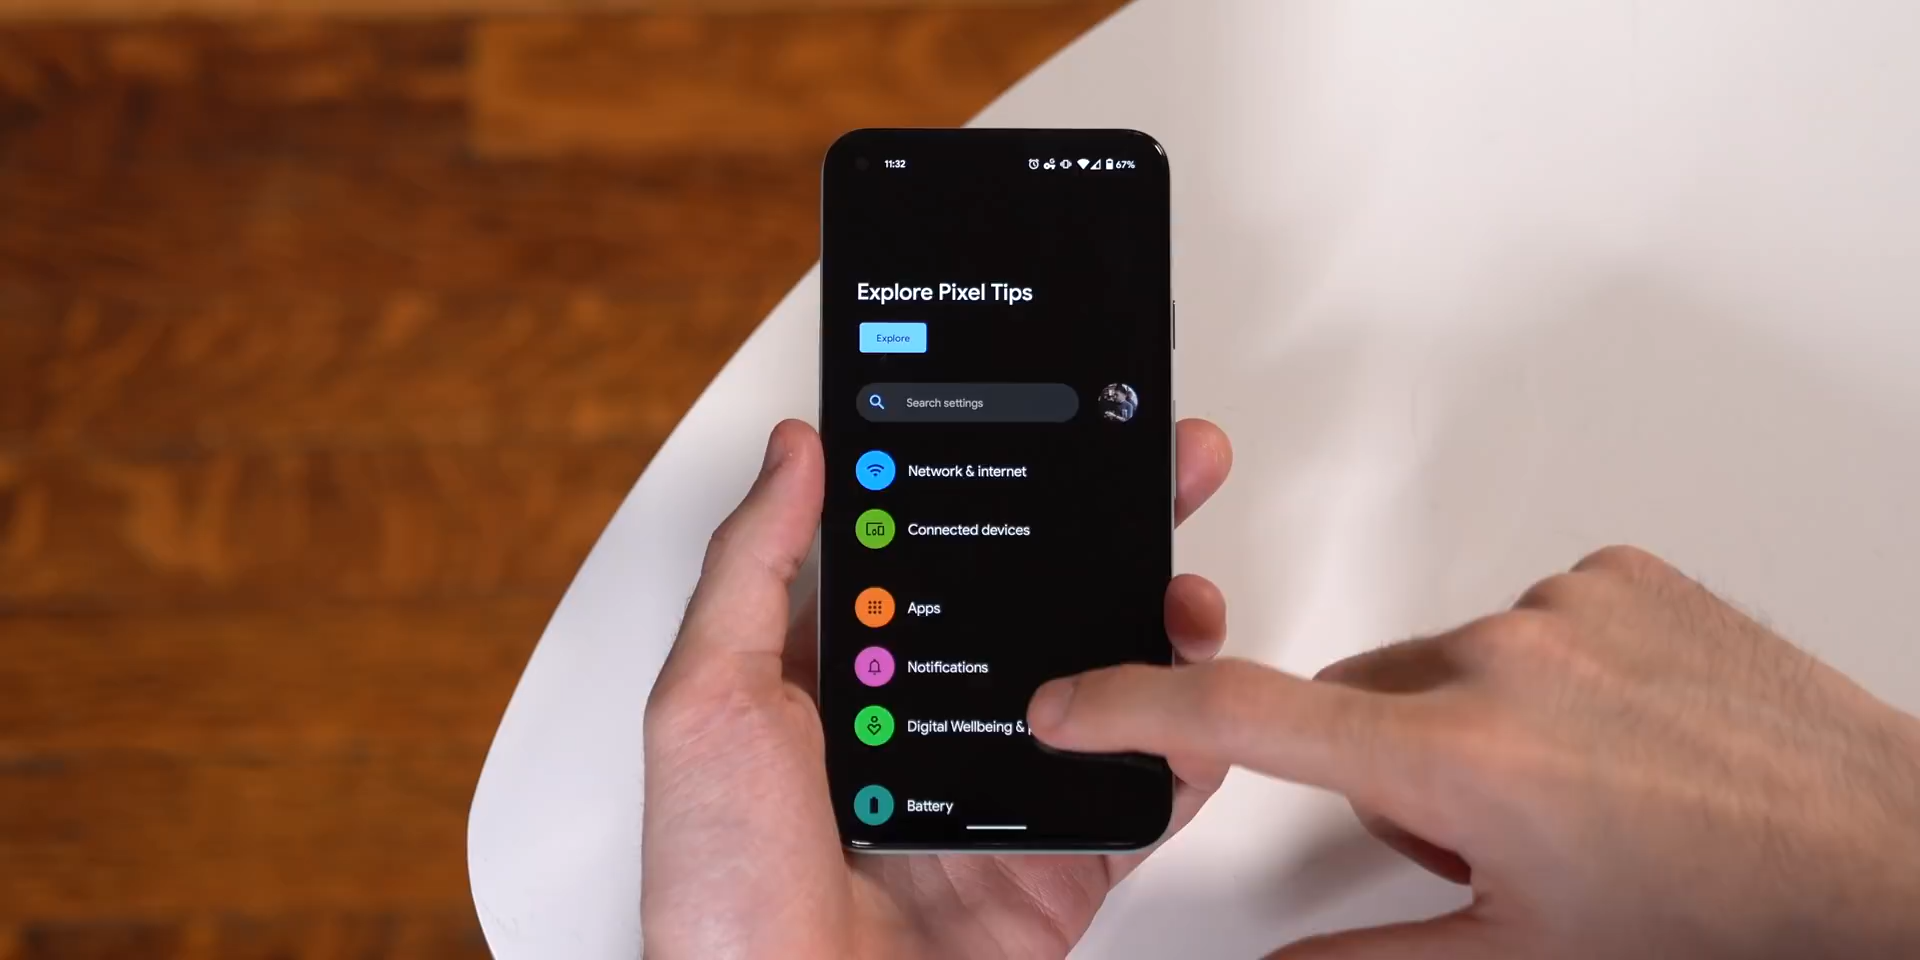 11:32
67%
Explore Pixel Tips
Explore
Search settings
Network & internet
Connected devices
Apps
Notifications
Digital Wellbeing &
Battery